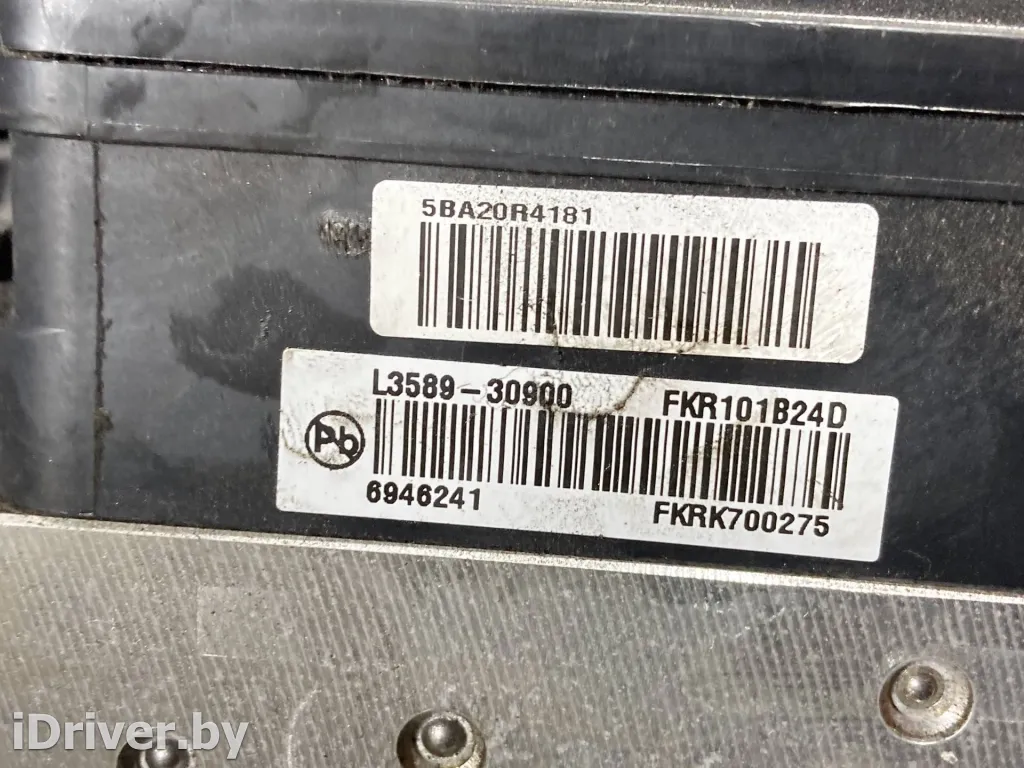 5BA20R4181
L3589-30900 FKR101B24D
Pb
6946241 FKRK700275
iDriver.by